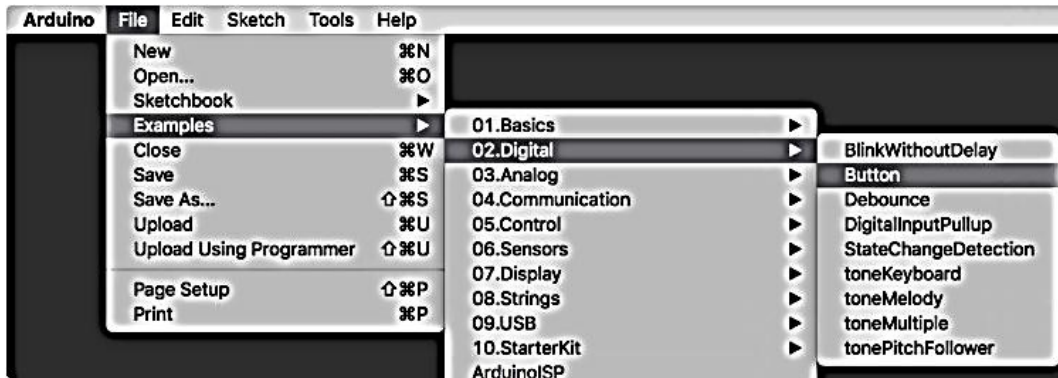 Arduino File Edit Sketch Tools Help
New ⌘N
Open... ⌘O
Sketchbook ▶
Examples ▶
Close ⌘W
Save ⌘S
Save As... ⇧⌘S
Upload ⌘U
Upload Using Programmer ⇧⌘U
Page Setup ⇧⌘P
Print ⌘P
01.Basics ▶
02.Digital ▶
03.Analog ▶
04.Communication ▶
05.Control ▶
06.Sensors ▶
07.Display ▶
08.Strings ▶
09.USB ▶
10.StarterKit ▶
ArduinoISP
BlinkWithoutDelay
Button
Debounce
DigitalInputPullup
StateChangeDetection
toneKeyboard
toneMelody
toneMultiple
tonePitchFollower